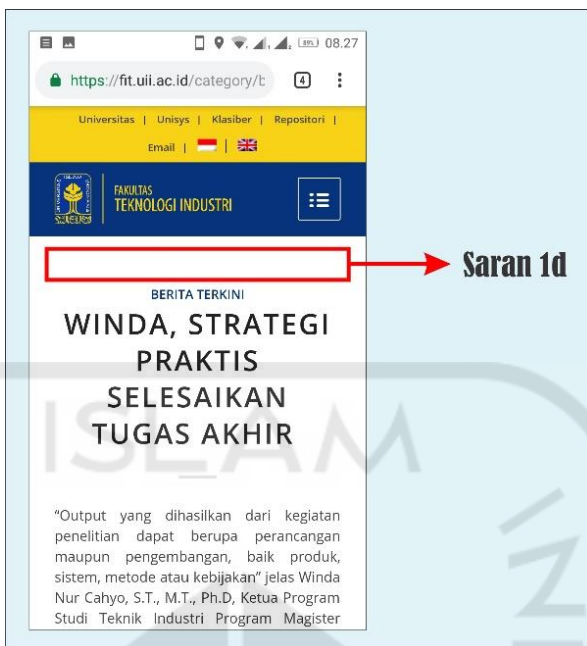 89% 08.27
https://fit.uii.ac.id/category/b
4
Universitas | Unisys | Klasiber | Repositori |
Email | |
FAKULTAS
TEKNOLOGI INDUSTRI
Saran 1d
BERITA TERKINI
WINDA, STRATEGI
PRAKTIS
SELESAIKAN
TUGAS AKHIR
ISLAM
"Output yang dihasilkan dari kegiatan
penelitian dapat berupa perancangan
maupun pengembangan, baik produk,
sistem, metode atau kebijakan" jelas Winda
Nur Cahyo, S.T., M.T., Ph.D, Ketua Program
Studi Teknik Industri Program Magister